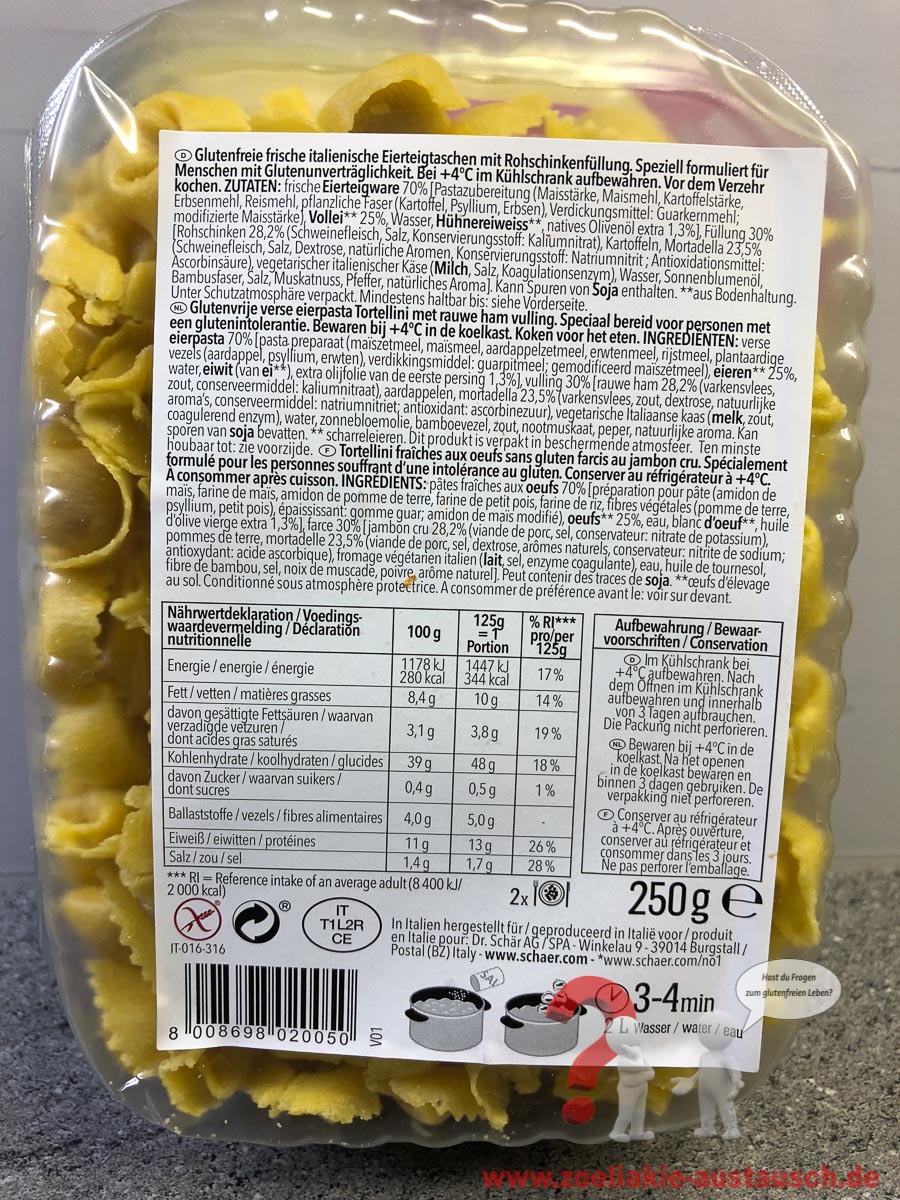 D Glutenfreie frische italienische Eierteigtaschen mit Rohschinkenfüllung. Speziell formuliert für
Menschen mit Glutenunverträglichkeit. Bei +4°C im Kühlschrank aufbewahren. Vor dem Verzehr
kochen. ZUTATEN: frische Eierteigware 70% [Pastazubereitung (Maisstärke, Maismehl, Kartoffelstärke,
Erbsenmehl, Reismehl, pflanzliche Faser (Kartoffel, Psyllium, Erbsen), Verdickungsmittel: Guarkernmehl;
modifizierte Maisstärke), Vollei** 25%, Wasser, Hühnereiweiss**, natives Olivenöl extra 1,3%], Füllung 30%
[Rohschinken 28,2% (Schweinefleisch, Salz, Konservierungsstoff: Kaliumnitrat), Kartoffeln, Mortadella 23,5%
(Schweinefleisch, Salz, Dextrose, natürliche Aromen, Konservierungsstoff: Natriumnitrit ; Antioxidationsmittel:
Ascorbinsäure), vegetarischer italienischer Käse (Milch, Salz, Koagulationsenzym), Wasser, Sonnenblumenöl,
Bambusfaser, Salz, Muskatnuss, Pfeffer, natürliches Aroma]. Kann Spuren von Soja enthalten. **aus Bodenhaltung.
Unter Schutzatmosphäre verpackt. Mindestens haltbar bis: siehe Vorderseite.
NL Glutenvrije verse eierpasta Tortellini met rauwe ham vulling. Speciaal bereid voor personen met
een glutenintolerantie. Bewaren bij +4°C in de koelkast. Koken voor het eten. INGREDIËNTEN: verse
eierpasta 70% [pasta preparaat (maïszetmeel, maïsmeel, aardappelzetmeel, erwtenmeel, rijstmeel, plantaardige
vezels (aardappel, psyllium, erwten), verdikkingsmiddel: guarpitmeel; gemodificeerd maïszetmeel), eieren** 25%,
water, eiwit (van ei**), extra olijfolie van de eerste persing 1,3%], vulling 30% [rauwe ham 28,2% (varkensvlees,
zout, conserveermiddel: kaliumnitraat), aardappelen, mortadella 23,5% (varkensvlees, zout, dextrose, natuurlijke
aroma's, conserveermiddel: natriumnitriet; antioxidant: ascorbinezuur), vegetarische Italiaanse kaas (melk, zout,
coagulerend enzym), water, zonnebloemolie, bamboevezel, zout, nootmuskaat, peper, natuurlijke aroma. Kan
sporen van soja bevatten. ** scharreleieren. Dit produkt is verpakt in beschermende atmosfeer. Ten minste
houdbaar tot: zie voorzijde. F Tortellini fraîches aux oeufs sans gluten farcis au jambon cru. Spécialement
formulé pour les personnes souffrant d'une intolérance au glúten. Conserver au réfrigérateur à +4°C.
A consommer après cuisson. INGRÉDIENTS: pâtes fraîches aux oeufs 70% [préparation pour pâte (amidon de
maïs, farine de maïs, amidon de pomme de terre, farine de petit pois, farine de riz, fibres végétales (pomme de terre,
psyllium, petit pois), épaississant: gomme guar; amidon de maïs modifié), oeufs** 25%, eau, blanc d'oeuf**, huile
d'olive vierge extra 1,3%], farce 30% [jambon cru 28,2% (viande de porc, sel, conservateur: nitrate de potassium),
pommes de terre, mortadelle 23,5% (viande de porc, sel, dextrose, arômes naturels, conservateur: nitrite de sodium;
antioxydant: acide ascorbique), fromage végétarien italien (lait, sel, enzyme coagulante), eau, huile de tournesol,
fibre de bambou, sel, noix de muscade, poivre, arôme naturel]. Peut contenir des traces de soja. **œufs d'élevage
au sol. Conditionné sous atmosphère protectrice. A consommer de préférence avant le: voir sur devant.
Nährwertdeklaration / Voedings-
waardevermelding / Déclaration
nutritionnelle
100 g
125g
= 1
Portion
% RI***
pro/per
125g
Energie / energie / énergie
1178 kJ
280 kcal
1447 kJ
344 kcal
17 %
Fett / vetten / matières grasses
8,4 g
10 g
14 %
davon gesättigte Fettsäuren / waarvan
verzadigde vetzuren /
dont acides gras saturés
3,1 g
3,8 g
19 %
Kohlenhydrate / koolhydraten / glucides
39 g
48 g
18 %
davon Zucker / waarvan suikers /
dont sucres
0,4 g
0,5 g
1 %
Ballaststoffe / vezels / fibres alimentaires
4,0 g
5,0 g
-
Eiweiß / eiwitten / protéines
11 g
13 g
26 %
Salz / zou / sel
1,4 g
1,7 g
28 %
*** RI = Reference intake of an average adult (8 400 kJ/
2 000 kcal)
Aufbewahrung / Bewaar-
voorschriften / Conservation
D Im Kühlschrank bei
+4°C aufbewahren. Nach
dem Öffnen im Kühlschrank
aufbewahren und innerhalb
von 3 Tagen aufbrauchen.
Die Packung nicht perforieren.
NL Bewaren bij +4°C in de
koelkast. Na het openen
in de koelkast bewaren en
binnen 3 dagen gebruiken. De
verpakking niet perforeren.
F Conserver au réfrigérateur
à +4°C. Après ouverture,
conserver au réfrigérateur et
consommer dans les 3 jours.
Ne pas perforer l'emballage.
2x
250 g e
IT-016-316
®
IT
T1L2R
CE
In Italien hergestellt für / geproduceerd in Italië voor / produit
en Italie pour: Dr. Schär AG / SPA - Winkelau 9 - 39014 Burgstall /
Postal (BZ) Italy - www.schaer.com - *www.schaer.com/no1
8 008698 020050
V01
SALT
3-4 min
2 L Wasser / water / eau
Hast du Fragen
zum glutenfreien Leben?
?
www.zoeliakie-austausch.de